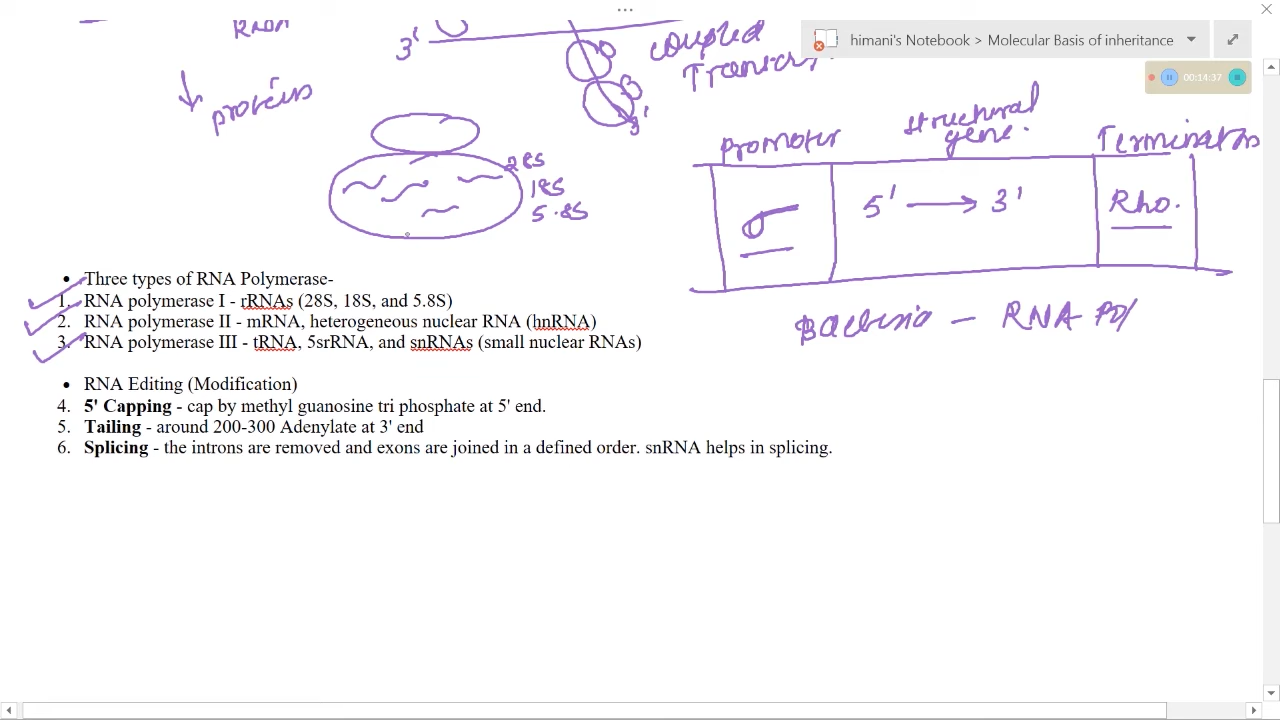 himani's Notebook > Molecular Basis of inheritance
00:14:37
RNA
3'
coupled
Transcr
proteins
3'
28S
18S
5.8S
promoter
structural
gene.
Terminator
σ
5' → 3'
Rho.
Bacteria - RNA Pol
• Three types of RNA Polymerase-
1. RNA polymerase I - rRNAs (28S, 18S, and 5.8S)
2. RNA polymerase II - mRNA, heterogeneous nuclear RNA (hnRNA)
3. RNA polymerase III - tRNA, 5srRNA, and snRNAs (small nuclear RNAs)
• RNA Editing (Modification)
4. 5' Capping - cap by methyl guanosine tri phosphate at 5' end.
5. Tailing - around 200-300 Adenylate at 3' end
6. Splicing - the introns are removed and exons are joined in a defined order. snRNA helps in splicing.